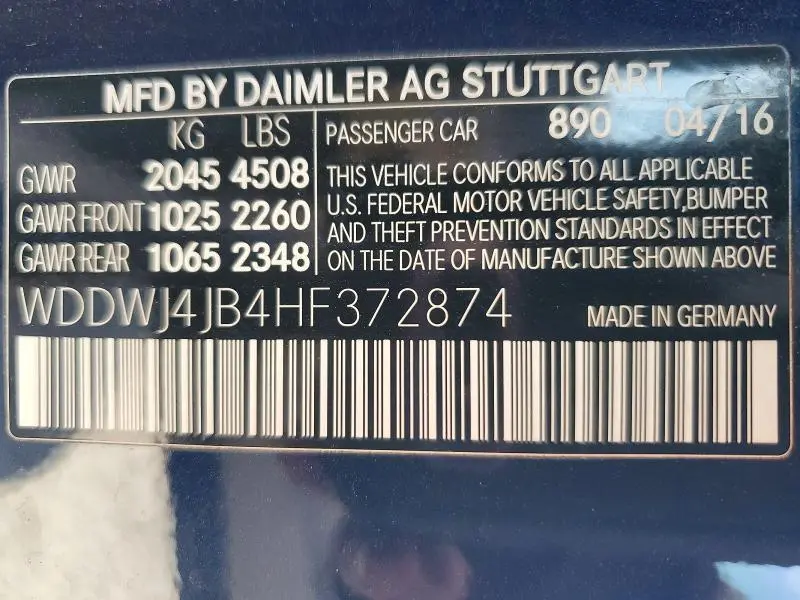 MFD BY DAIMLER AG STUTTGART
KG LBS
GVWR 2045 4508
GAWR FRONT 1025 2260
GAWR REAR 1065 2348
PASSENGER CAR 890 04/16
THIS VEHICLE CONFORMS TO ALL APPLICABLE
U.S. FEDERAL MOTOR VEHICLE SAFETY,BUMPER
AND THEFT PREVENTION STANDARDS IN EFFECT
ON THE DATE OF MANUFACTURE SHOWN ABOVE
WDDWJ4JB4HF372874 MADE IN GERMANY